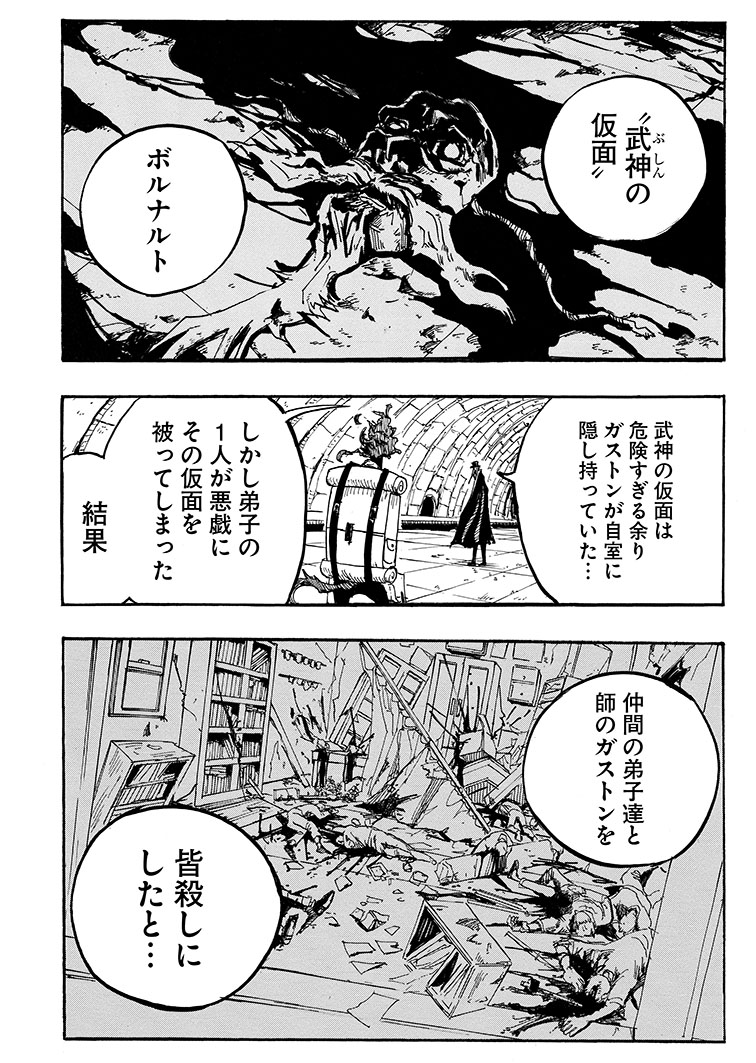 〝武神の
仮面〟
ボルナルト
武神の仮面は
危険すぎる余り
ガストンが自室に
隠し持っていた…
しかし弟子の
１人が悪戯に
その仮面を
被ってしまった
結果
仲間の弟子達と
師のガストンを
皆殺しに
したと…